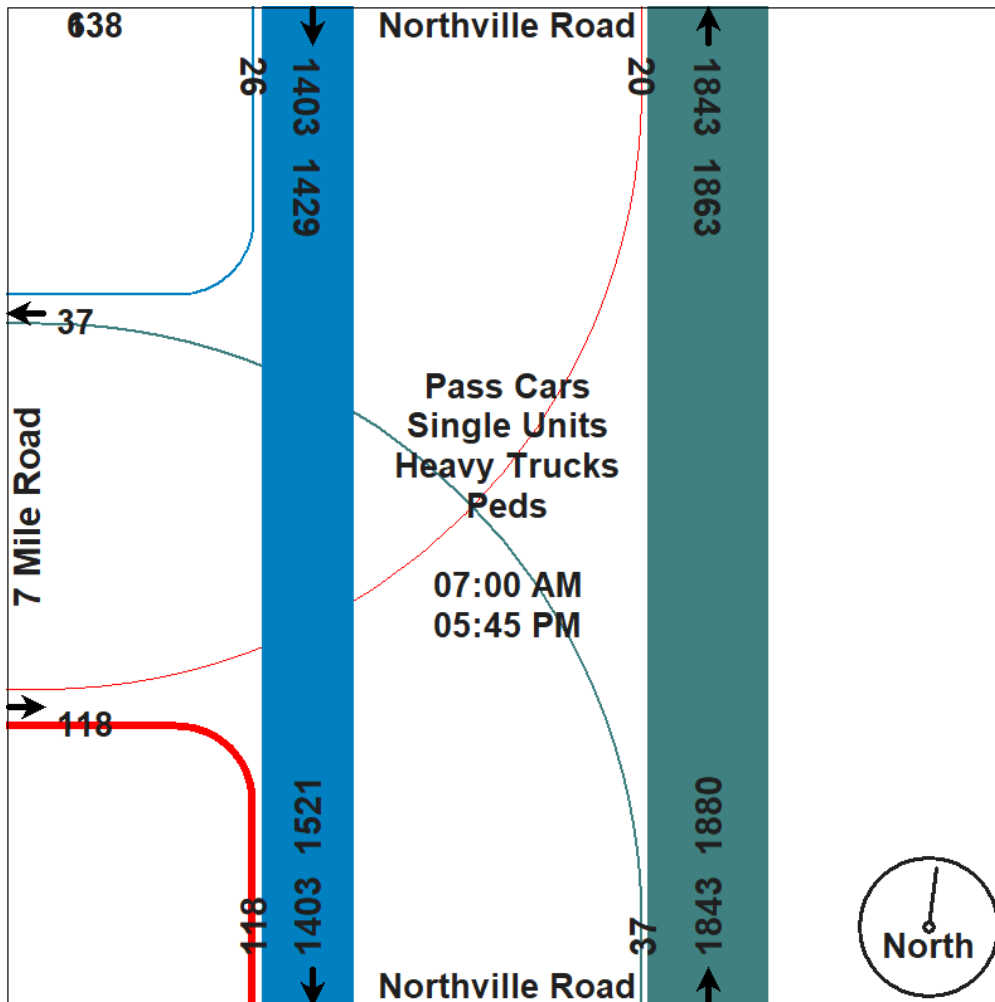 Northville Road
26
1403 1429
20
1843 1863
37
7 Mile Road
Pass Cars
Single Units
Heavy Trucks
Peds
07:00 AM
05:45 PM
118
118
1403 1521
37
1843 1880
North
Northville Road